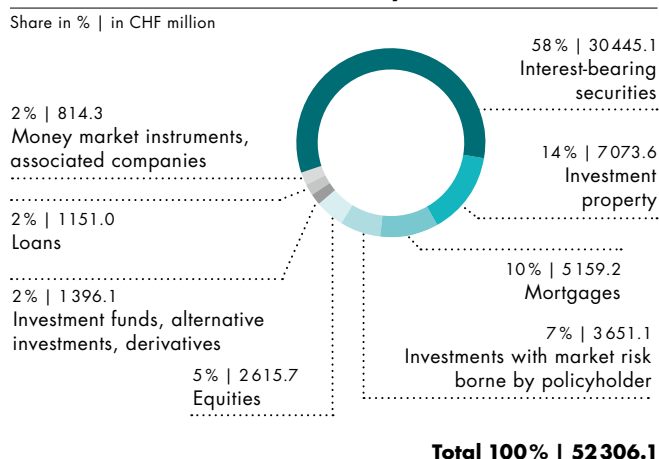 Share in % | in CHF million
58% | 30445.1
Interest-bearing
securities
2% | 814.3
Money market instruments,
associated companies
14% | 7073.6
Investment
property
2% | 1151.0
Loans
10% | 5159.2
Mortgages
2% | 1396.1
Investment funds, alternative
investments, derivatives
7% | 3651.1
Investments with market risk
borne by policyholder
5% | 2615.7
Equities
Total 100% | 52306.1